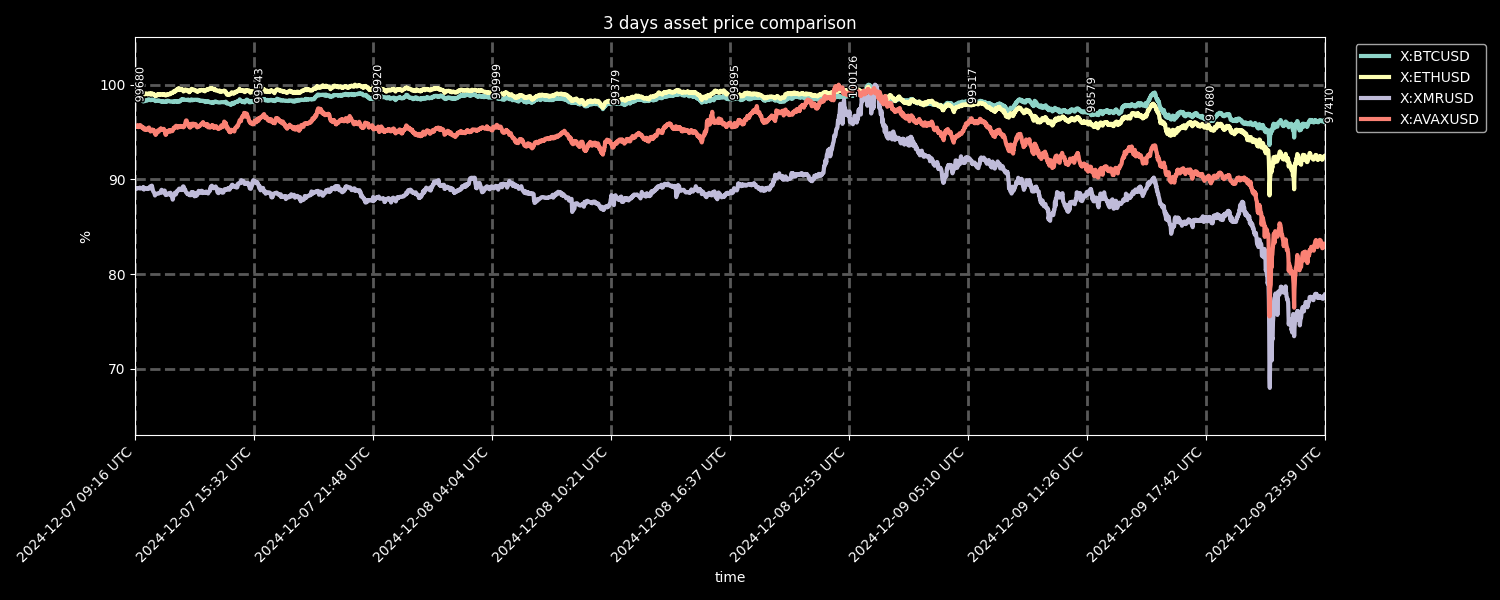 3 days asset price comparison
X:BTCUSD
X:ETHUSD
X:XMRUSD
X:AVAXUSD
%
100
90
80
70
99680
99543
99920
99999
99379
99895
100126
99517
98579
97680
97410
2024-12-07 09:16 UTC
2024-12-07 15:32 UTC
2024-12-07 21:48 UTC
2024-12-08 04:04 UTC
2024-12-08 10:21 UTC
2024-12-08 16:37 UTC
2024-12-08 22:53 UTC
2024-12-09 05:10 UTC
2024-12-09 11:26 UTC
2024-12-09 17:42 UTC
2024-12-09 23:59 UTC
time